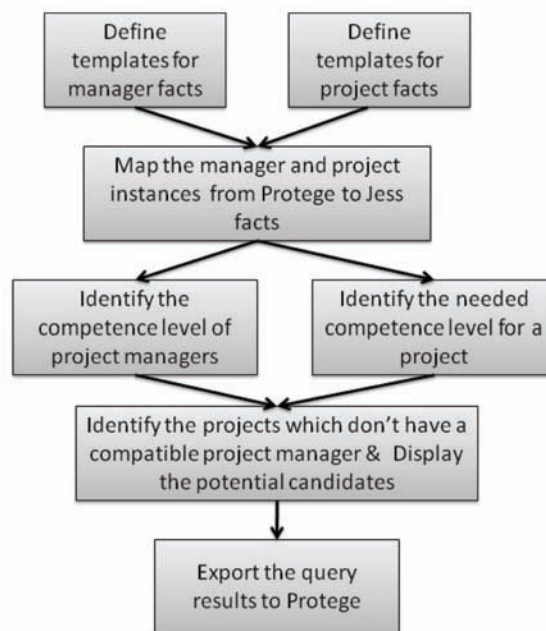 Define
templates for
manager facts
Define
templates for
project facts
Map the manager and project
instances from Protege to Jess
facts
Identify the
competence level of
project managers
Identify the needed
competence level for a
project
Identify the projects which don't have a
compatible project manager & Display
the potential candidates
Export the query
results to Protege